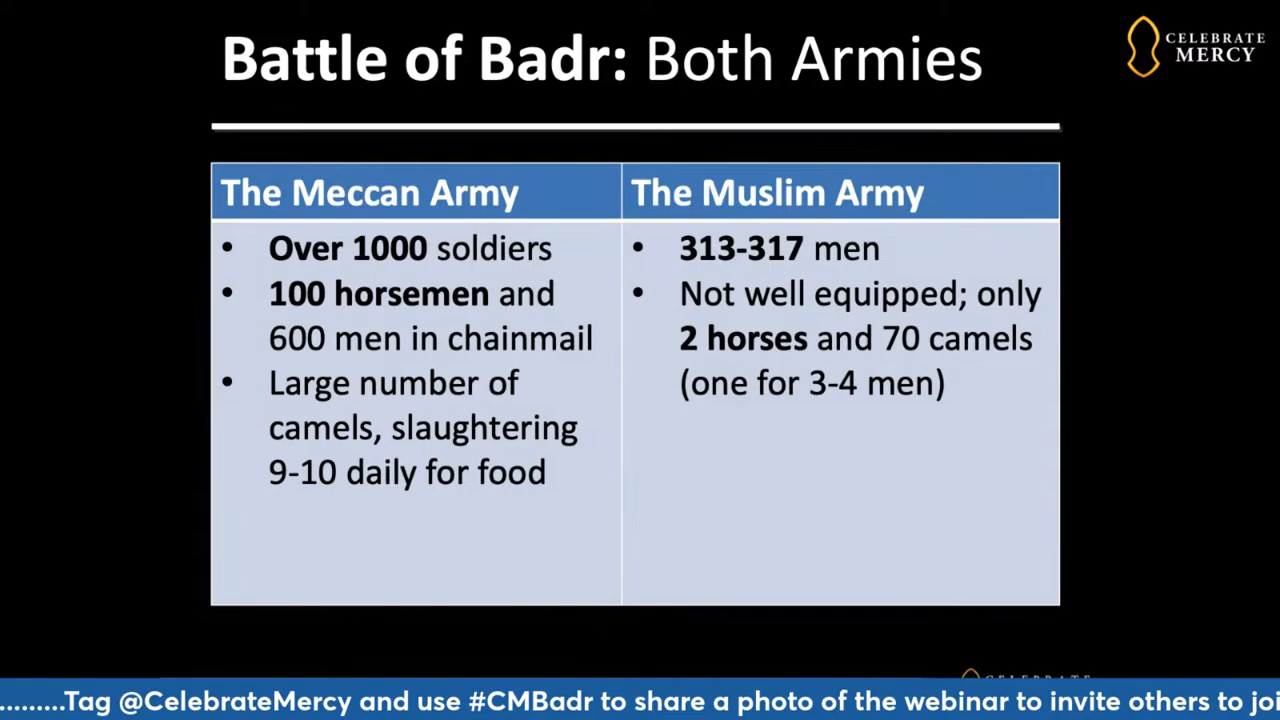 Battle of Badr: Both Armies
CELEBRATE
MERCY
The Meccan Army
• Over 1000 soldiers
• 100 horsemen and
600 men in chainmail
• Large number of
camels, slaughtering
9-10 daily for food
The Muslim Army
• 313-317 men
• Not well equipped; only
2 horses and 70 camels
(one for 3-4 men)
CELEBRATE
.........Tag @CelebrateMercy and use #CMBadr to share a photo of the webinar to invite others to joi